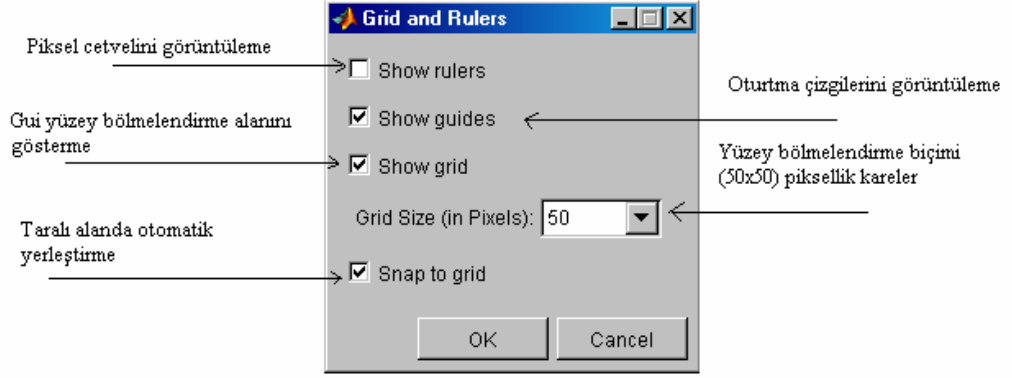 Grid and Rulers
Piksel cetvelini görüntüleme
Show rulers
Oturtma çizgilerini görüntüleme
Show guides
Gui yüzey bölmelendirme alanını
gösterme
Show grid
Yüzey bölmelendirme biçimi
(50x50) piksellik kareler
Grid Size (in Pixels): 50
Taralı alanda otomatik
yerleştirme
Snap to grid
OK Cancel